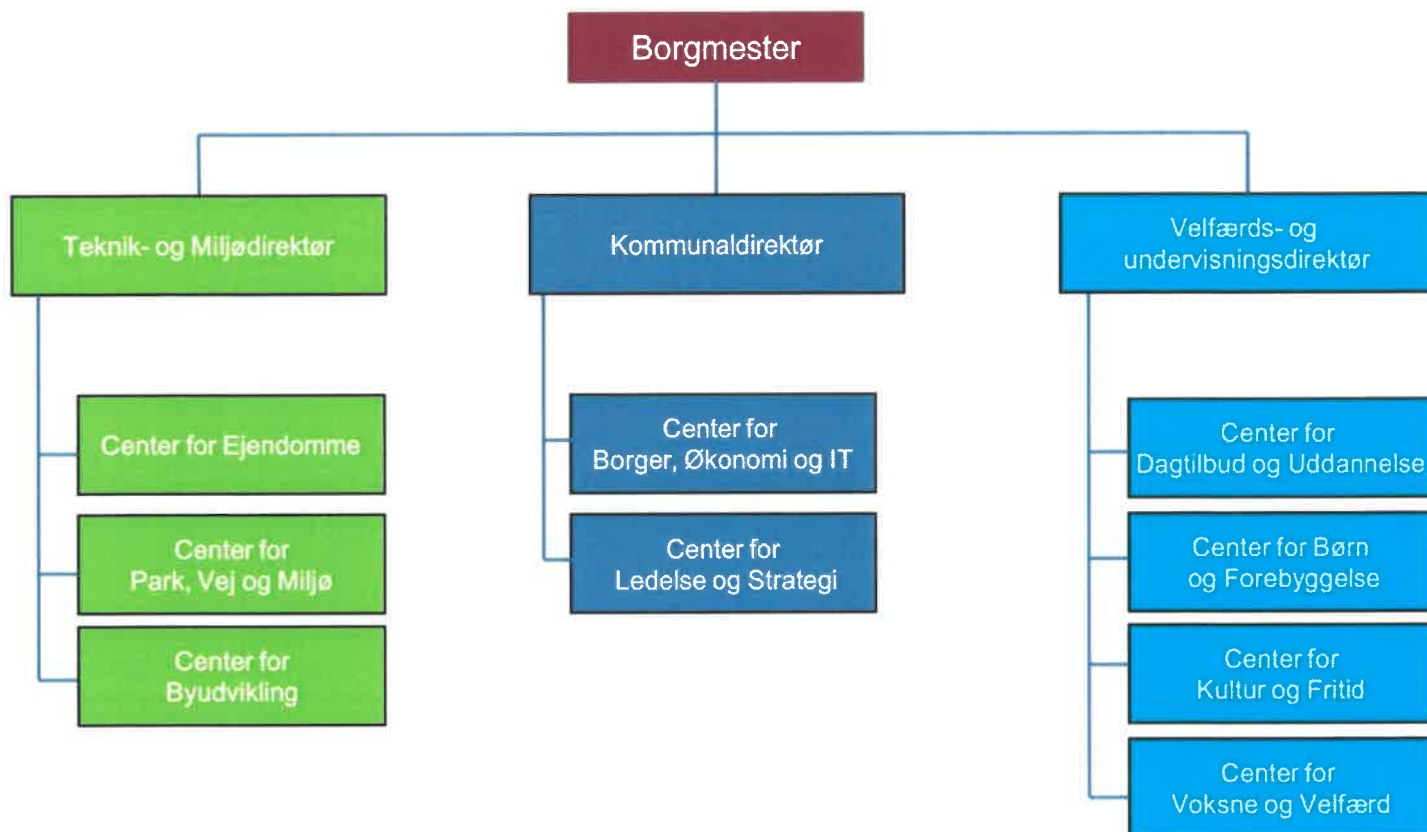 Borgmester
Teknik- og Miljødirektør
Kommunaldirektør
Velfærds- og
undervisningsdirektør
Center for Ejendomme
Center for
Park, Vej og Miljø
Center for
Byudvikling
Center for
Borger, Økonomi og IT
Center for
Ledelse og Strategi
Center for
Dagtilbud og Uddannelse
Center for Børn
og Forebyggelse
Center for
Kultur og Fritid
Center for
Voksne og Velfærd